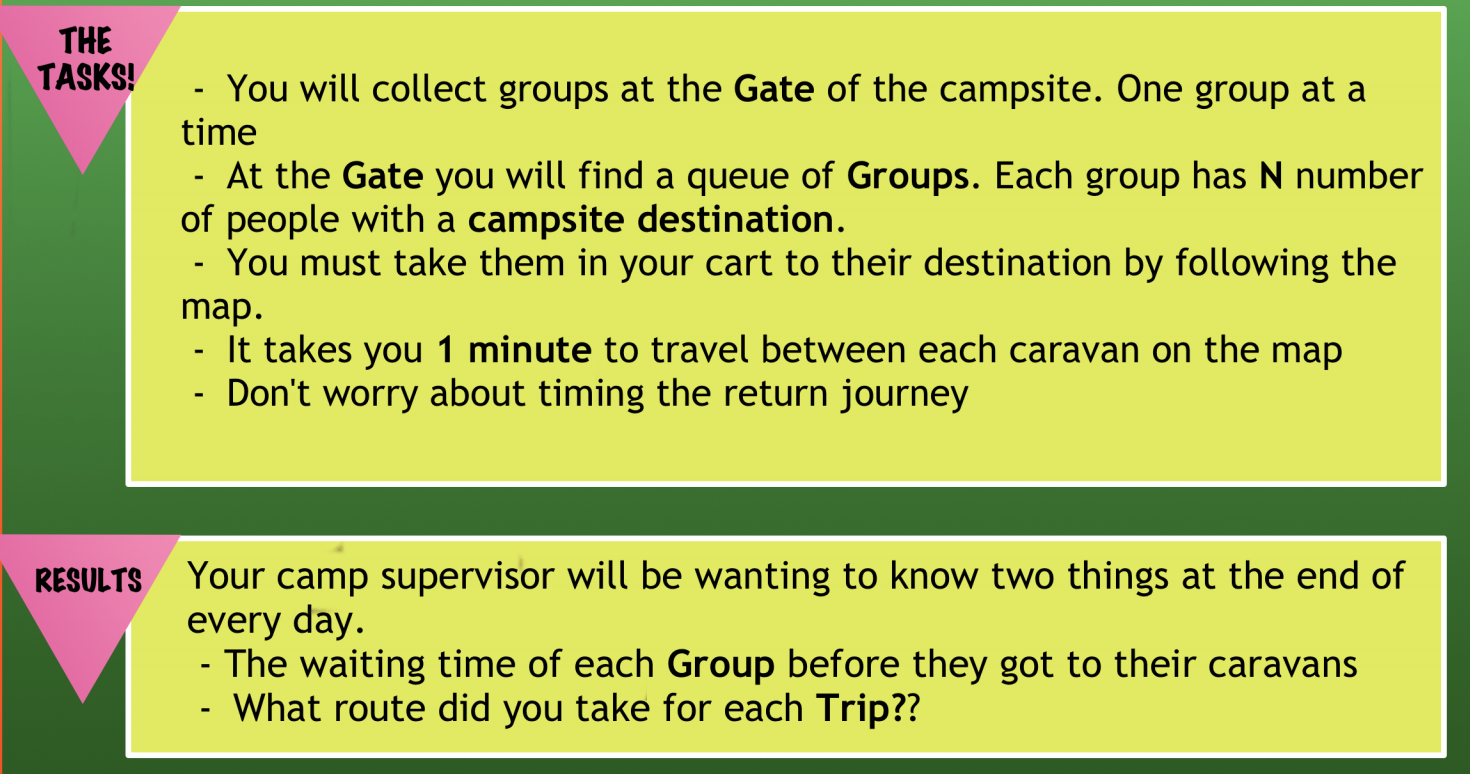 THE
TASKS!
- You will collect groups at the Gate of the campsite. One group at a
time
- At the Gate you will find a queue of Groups. Each group has N number
of people with a campsite destination.
- You must take them in your cart to their destination by following the
map.
- It takes you 1 minute to travel between each caravan on the map
- Don't worry about timing the return journey
RESULTS
Your camp supervisor will be wanting to know two things at the end of
every day.
- The waiting time of each Group before they got to their caravans
- What route did you take for each Trip??